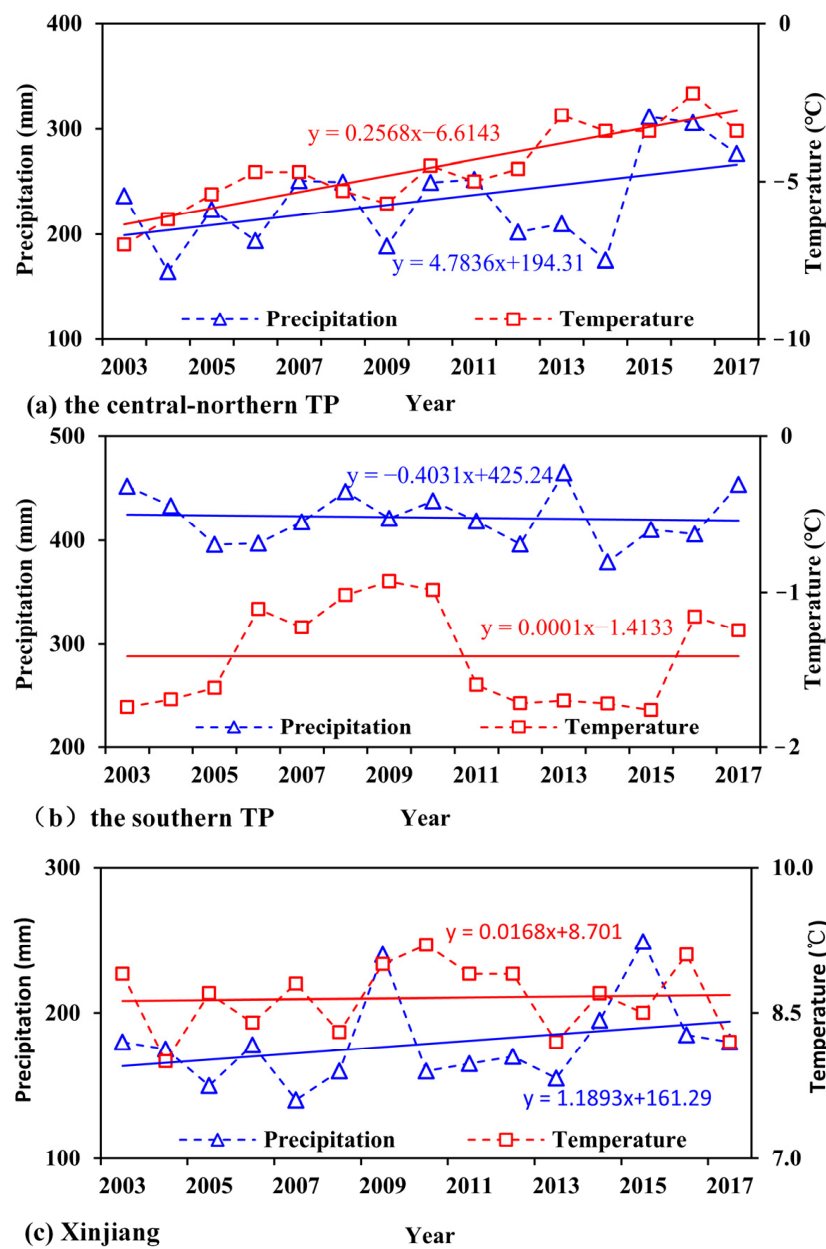 400
300
200
100
Precipitation (mm)
0
−5
−10
Temperature (℃)
y = 0.2568x−6.6143
y = 4.7836x+194.31
Precipitation
Temperature
2003 2005 2007 2009 2011 2013 2015 2017
(a) the central-northern TP Year
500
400
300
200
Precipitation (mm)
0
−1
−2
Temperature (℃)
y = −0.4031x+425.24
y = 0.0001x−1.4133
Precipitation
Temperature
2003 2005 2007 2009 2011 2013 2015 2017
（b）the southern TP Year
300
200
100
Precipitation (mm)
10.0
8.5
7.0
Temperature (℃)
y = 0.0168x+8.701
y = 1.1893x+161.29
Precipitation
Temperature
2003 2005 2007 2009 2011 2013 2015 2017
(c) Xinjiang Year